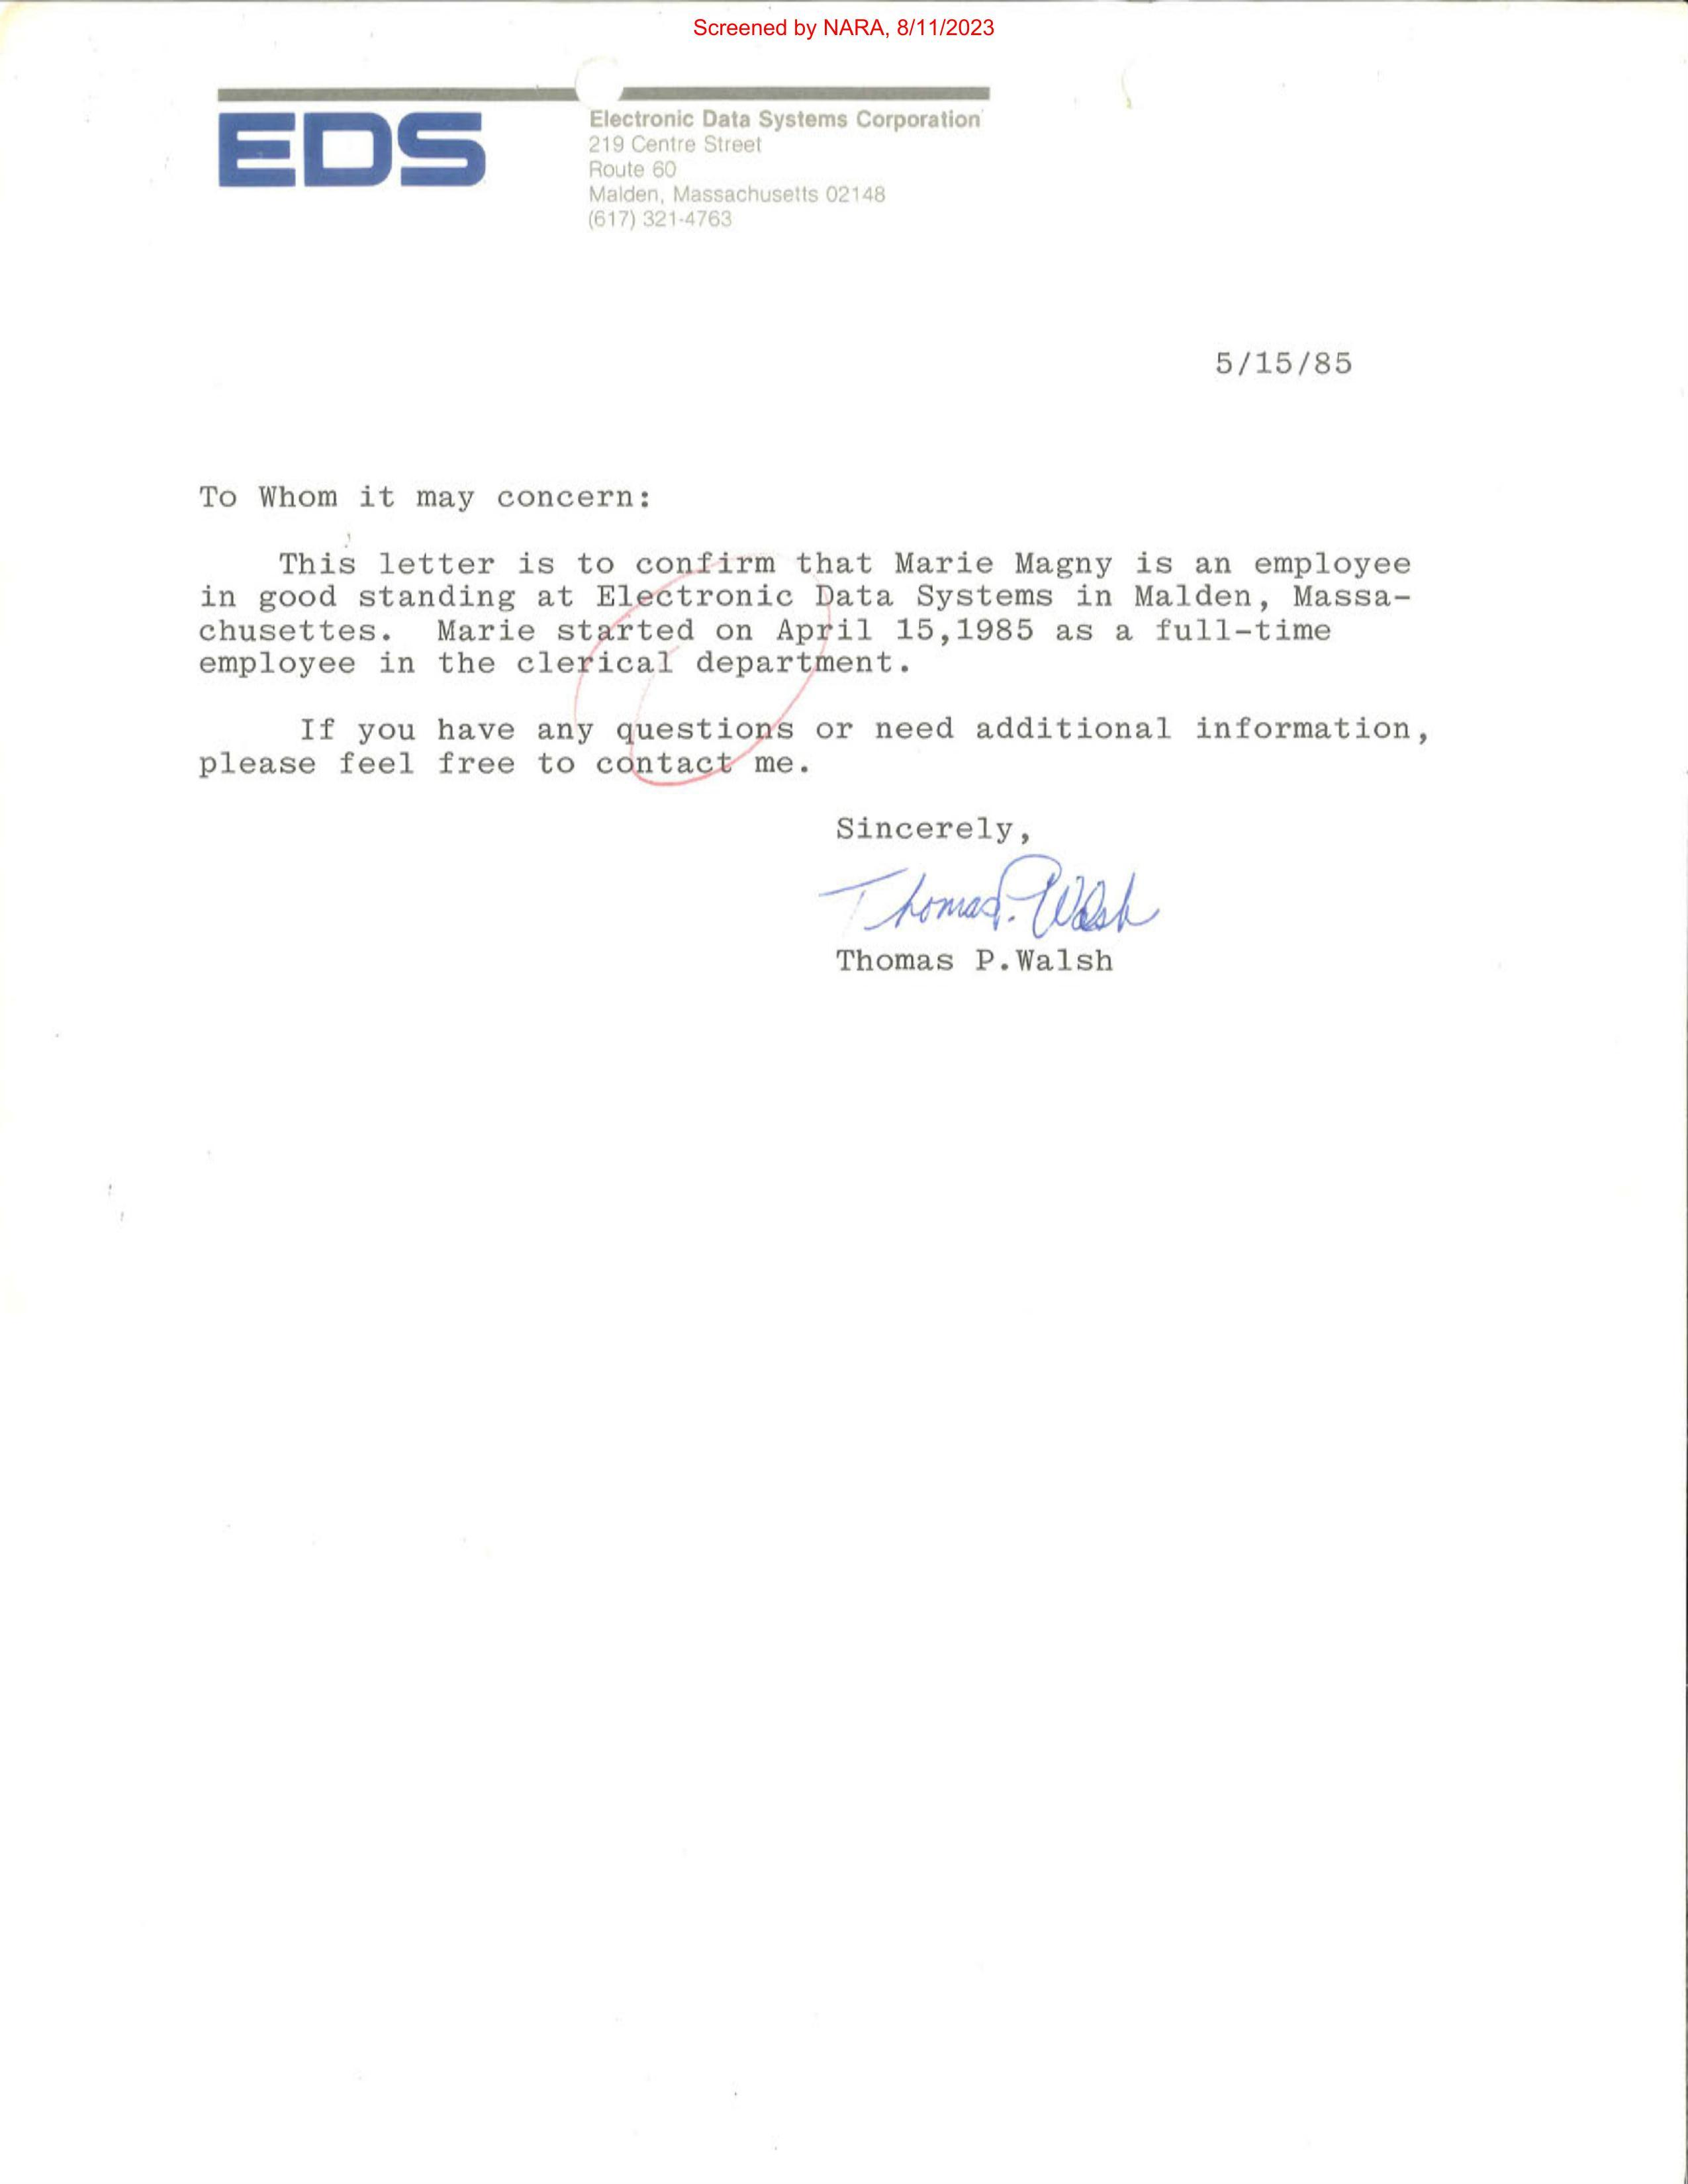 Screened by NARA, 8/11/2023
EDS
Electronic Data Systems Corporation
219 Centre Street
Route 60
Malden, Massachusetts 02148
(617) 321-4763
5/15/85
To Whom it may concern:
This letter is to confirm that Marie Magny is an employee
in good standing at Electronic Data Systems in Malden, Massa-
chusettes. Marie started on April 15,1985 as a full-time
employee in the clerical department.
If you have any questions or need additional information,
please feel free to contact me.
Sincerely,
Thomas P. Walsh
Thomas P.Walsh